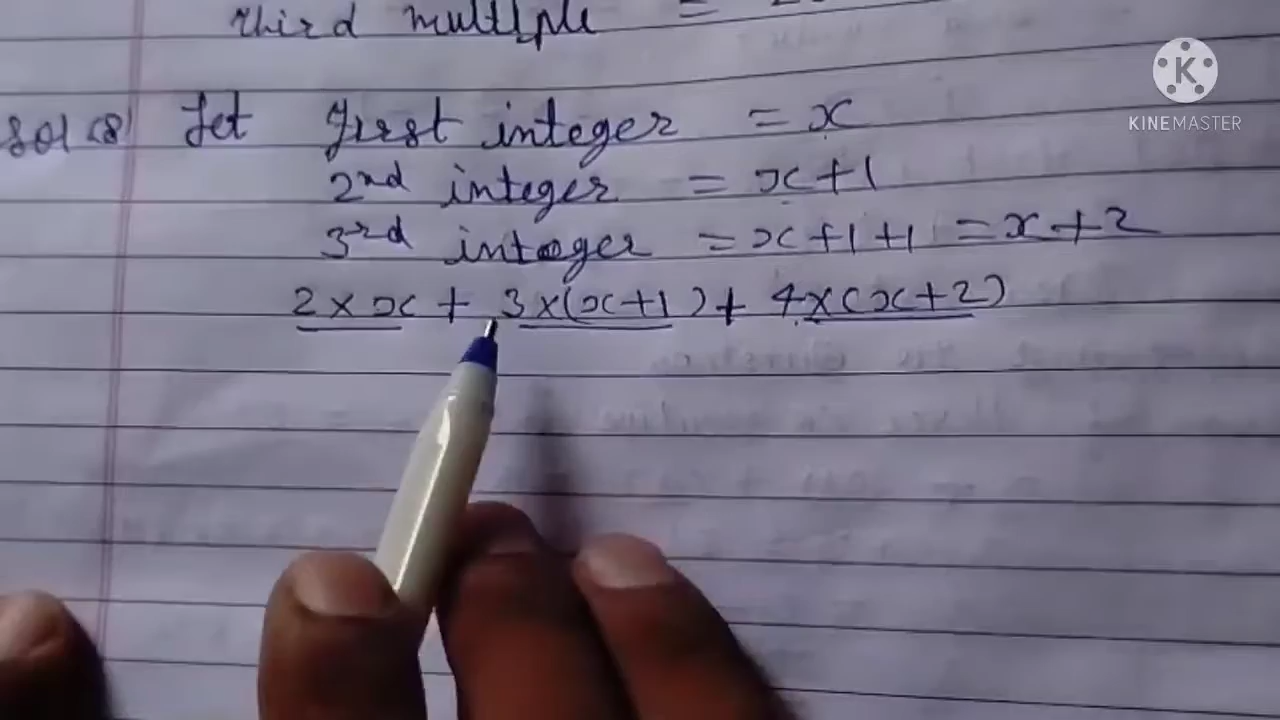 third multiple =
Sol (8) Let first integer = x
2nd integer = x+1
3rd integer = x+1+1 = x+2
2 × x + 3×(x+1) + 4×(x+2)
K
KINEMASTER